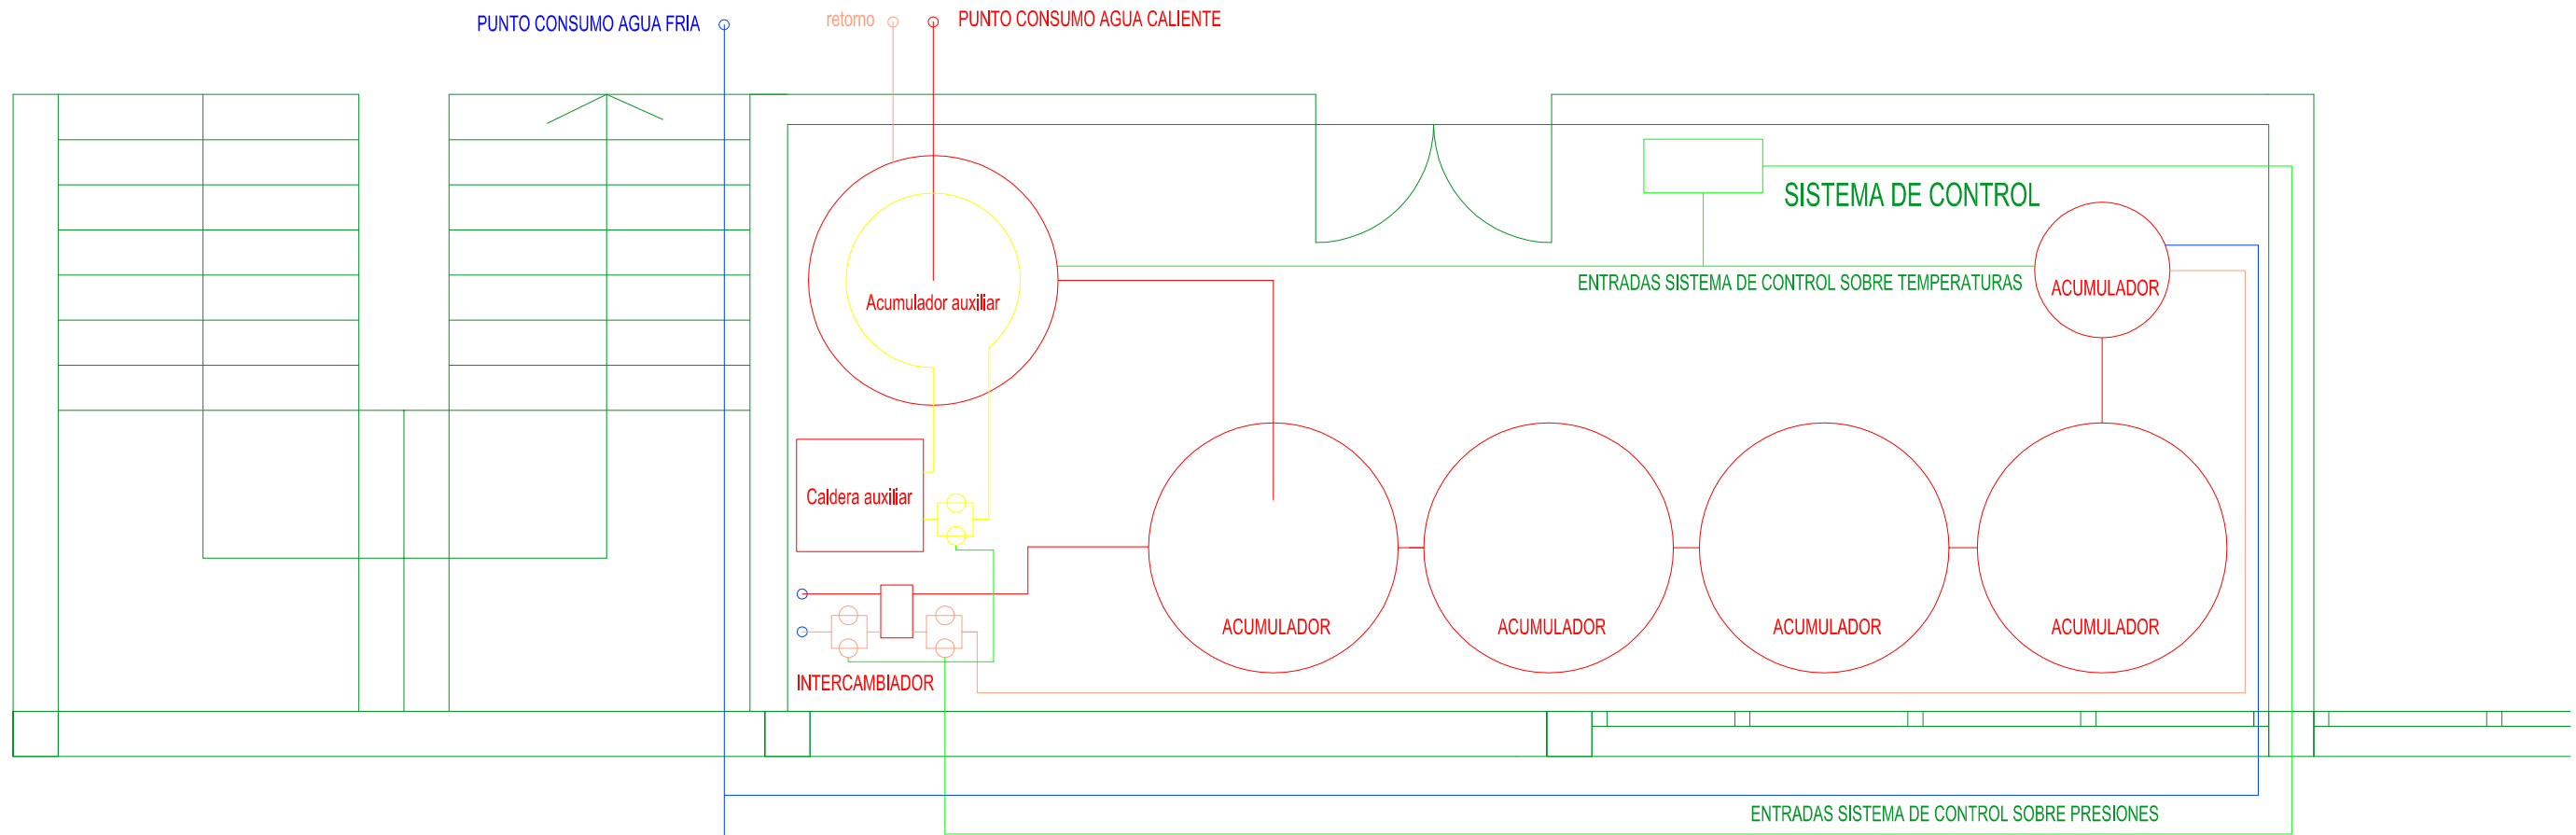 PUNTO CONSUMO AGUA FRIA
retorno
PUNTO CONSUMO AGUA CALIENTE
SISTEMA DE CONTROL
ENTRADAS SISTEMA DE CONTROL SOBRE TEMPERATURAS
ACUMULADOR
Acumulador auxiliar
Caldera auxiliar
ACUMULADOR
ACUMULADOR
ACUMULADOR
ACUMULADOR
INTERCAMBIADOR
ENTRADAS SISTEMA DE CONTROL SOBRE PRESIONES